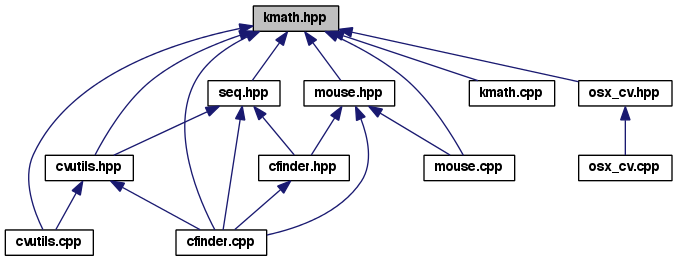 kmath.hpp
seq.hpp
mouse.hpp
kmath.cpp
osx_cv.hpp
cvutils.hpp
cfinder.hpp
mouse.cpp
osx_cv.cpp
cvutils.cpp
cfinder.cpp